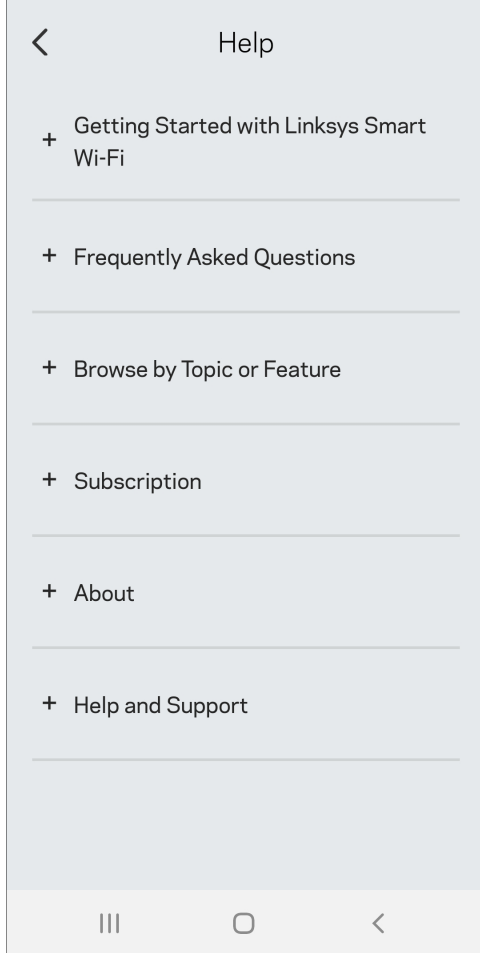 Help
Getting Started with Linksys Smart
Wi-Fi
Frequently Asked Questions
Browse by Topic or Feature
Subscription
About
Help and Support